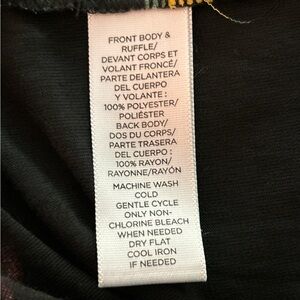 FRONT BODY &
RUFFLE/
DEVANT CORPS ET
VOLANT FRONCÉ/
PARTE DELANTERA
DEL CUERPO
Y VOLANTE :
100% POLYESTER/
POLIÉSTER
BACK BODY/
DOS DU CORPS/
PARTE TRASERA
DEL CUERPO :
100% RAYON/
RAYONNE/RAYÓN
MACHINE WASH
COLD
GENTLE CYCLE
ONLY NON-
CHLORINE BLEACH
WHEN NEEDED
DRY FLAT
COOL IRON
IF NEEDED